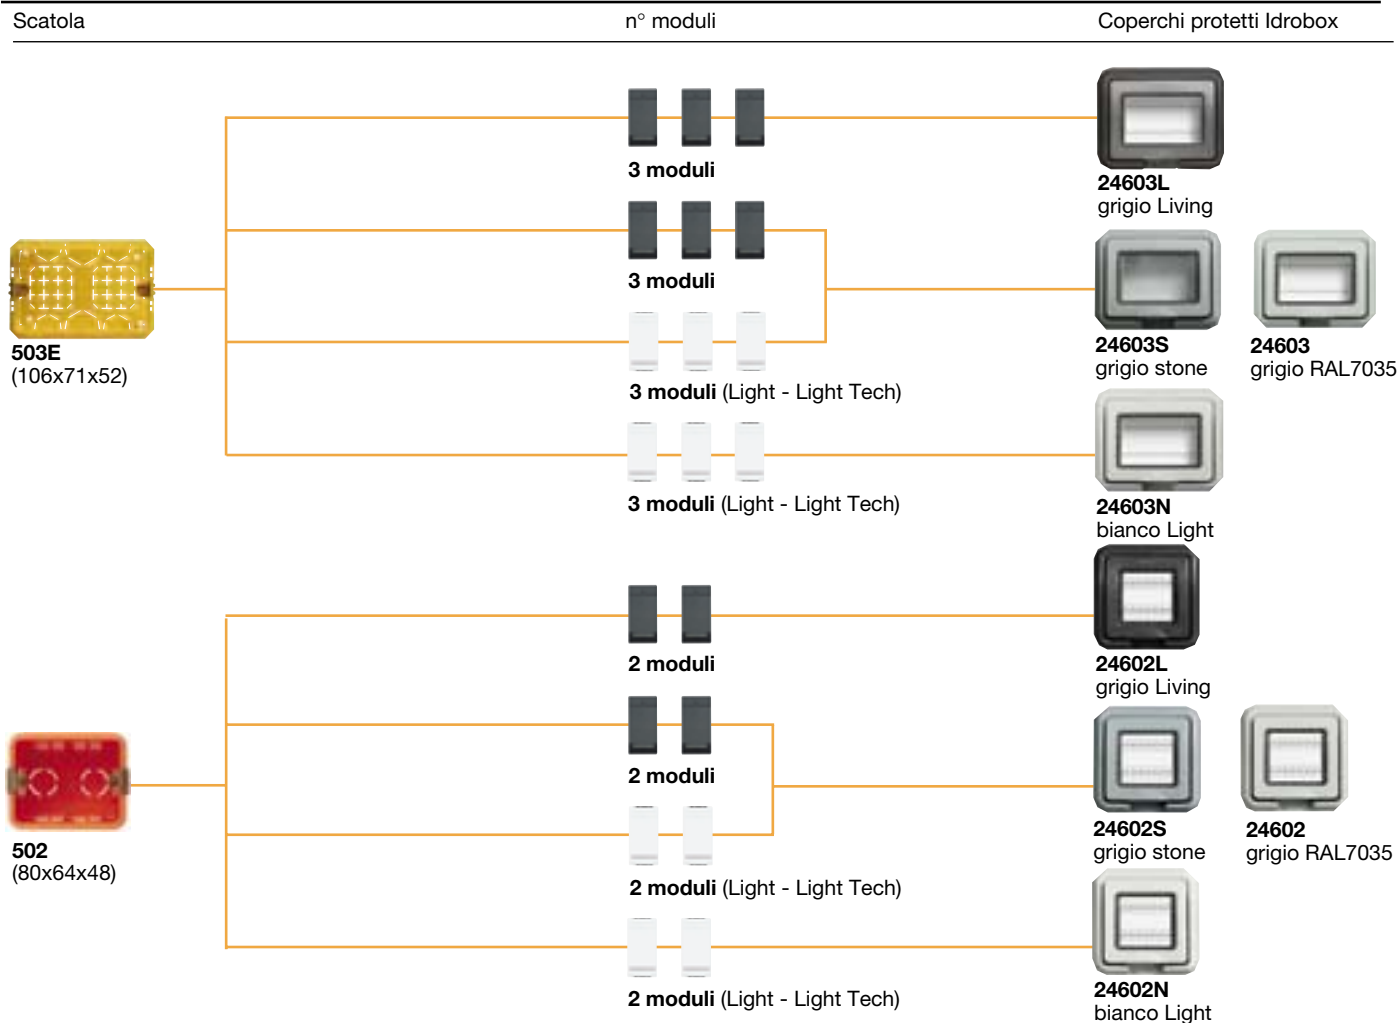 Scatola
n° moduli
Coperchi protetti Idrobox
3 moduli
24603L
grigio Living
3 moduli
503E
(106x71x52)
24603S
grigio stone
24603
grigio RAL7035
3 moduli (Light - Light Tech)
3 moduli (Light - Light Tech)
24603N
bianco Light
2 moduli
24602L
grigio Living
2 moduli
502
(80x64x48)
24602S
grigio stone
24602
grigio RAL7035
2 moduli (Light - Light Tech)
2 moduli (Light - Light Tech)
24602N
bianco Light